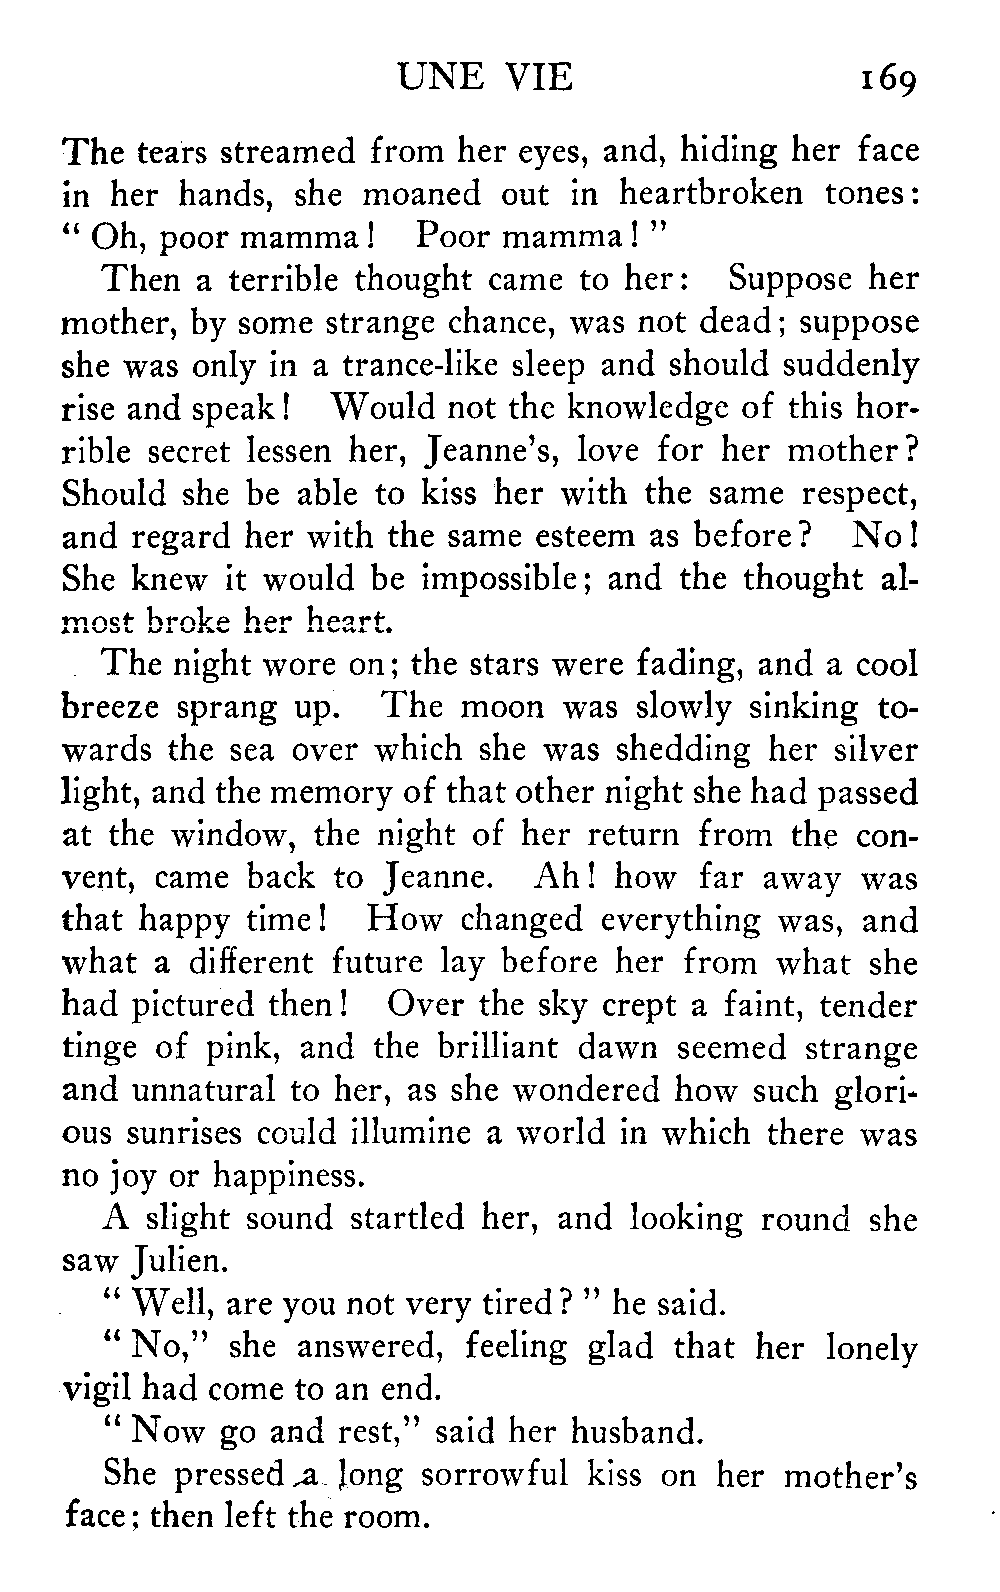 UNE VIE 169
The tears streamed from her eyes, and, hiding her face
in her hands, she moaned out in heartbroken tones:
“ Oh, poor mamma! Poor mamma! ”
Then a terrible thought came to her: Suppose her
mother, by some strange chance, was not dead; suppose
she was only in a trance-like sleep and should suddenly
rise and speak! Would not the knowledge of this hor-
rible secret lessen her, Jeanne’s, love for her mother?
Should she be able to kiss her with the same respect,
and regard her with the same esteem as before? No!
She knew it would be impossible; and the thought al-
most broke her heart.
The night wore on; the stars were fading, and a cool
breeze sprang up. The moon was slowly sinking to-
wards the sea over which she was shedding her silver
light, and the memory of that other night she had passed
at the window, the night of her return from the con-
vent, came back to Jeanne. Ah! how far away was
that happy time! How changed everything was, and
what a different future lay before her from what she
had pictured then! Over the sky crept a faint, tender
tinge of pink, and the brilliant dawn seemed strange
and unnatural to her, as she wondered how such glori-
ous sunrises could illumine a world in which there was
no joy or happiness.
A slight sound startled her, and looking round she
saw Julien.
“ Well, are you not very tired? ” he said.
“ No,” she answered, feeling glad that her lonely
vigil had come to an end.
“ Now go and rest,” said her husband.
She pressed a long sorrowful kiss on her mother’s
face; then left the room.